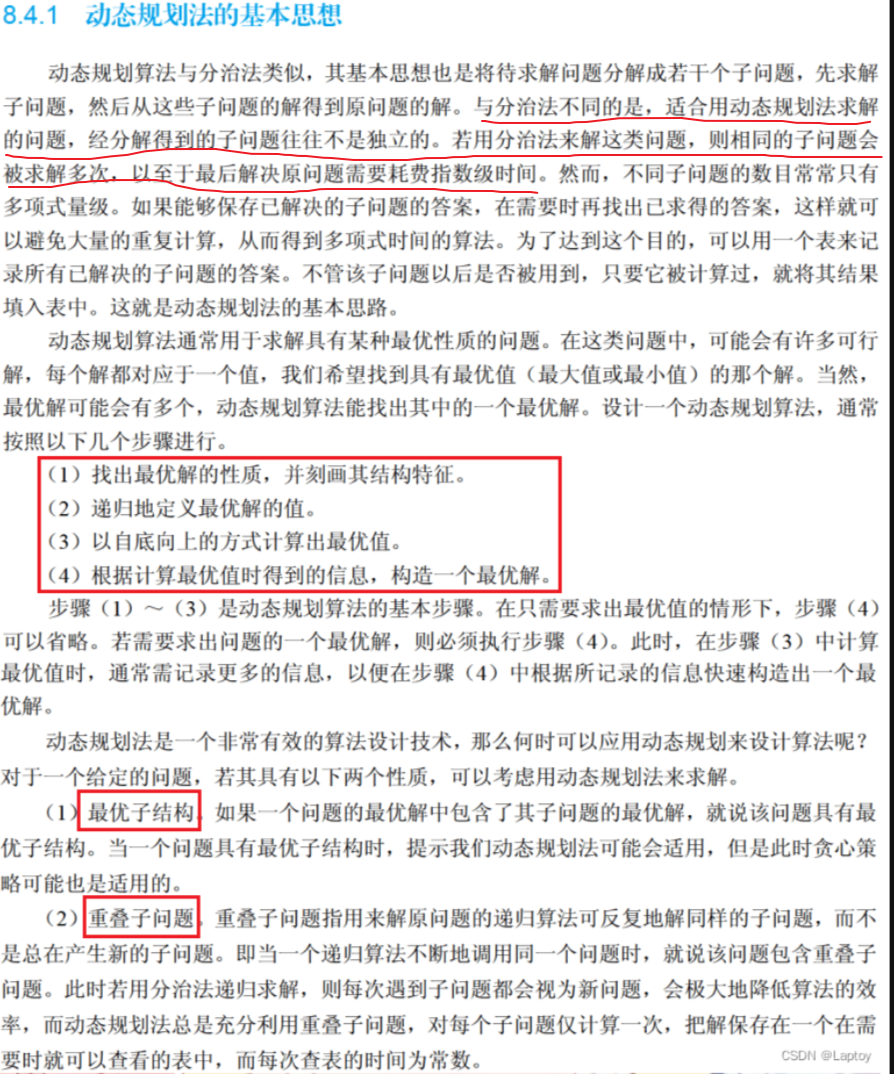 8.4.1 动态规划法的基本思想
动态规划算法与分治法类似，其基本思想也是将待求解问题分解成若干个子问题，先求解
子问题，然后从这些子问题的解得到原问题的解。与分治法不同的是，适合用动态规划法求解
的问题，经分解得到的子问题往往不是独立的。若用分治法来解这类问题，则相同的子问题会
被求解多次，以至于最后解决原问题需要耗费指数级时间。然而，不同子问题的数目常常只有
多项式量级。如果能够保存已解决的子问题的答案，在需要时再找出已求得的答案，这样就可
以避免大量的重复计算，从而得到多项式时间的算法。为了达到这个目的，可以用一个表来记
录所有已解决的子问题的答案。不管该子问题以后是否被用到，只要它被计算过，就将其结果
填入表中。这就是动态规划法的基本思路。
动态规划算法通常用于求解具有某种最优性质的问题。在这类问题中，可能会有许多可行
解，每个解都对应于一个值，我们希望找到具有最优值（最大值或最小值）的那个解。当然，
最优解可能会有多个，动态规划算法能找出其中的一个最优解。设计一个动态规划算法，通常
按照以下几个步骤进行。
（1）找出最优解的性质，并刻画其结构特征。
（2）递归地定义最优解的值。
（3）以自底向上的方式计算出最优值。
（4）根据计算最优值时得到的信息，构造一个最优解。
步骤（1）～（3）是动态规划算法的基本步骤。在只需要求出最优值的情形下，步骤（4）
可以省略。若需要求出问题的一个最优解，则必须执行步骤（4）。此时，在步骤（3）中计算
最优值时，通常需记录更多的信息，以便在步骤（4）中根据所记录的信息快速构造出一个最
优解。
动态规划法是一个非常有效的算法设计技术，那么何时可以应用动态规划来设计算法呢？
对于一个给定的问题，若其具有以下两个性质，可以考虑用动态规划法来求解。
（1）最优子结构。如果一个问题的最优解中包含了其子问题的最优解，就说该问题具有最
优子结构。当一个问题具有最优子结构时，提示我们动态规划法可能会适用，但是此时贪心策
略可能也是适用的。
（2）重叠子问题。重叠子问题指用来解原问题的递归算法可反复地解同样的子问题，而不
是总在产生新的子问题。即当一个递归算法不断地调用同一个问题时，就说该问题包含重叠子
问题。此时若用分治法递归求解，则每次遇到子问题都会视为新问题，会极大地降低算法的效
率，而动态规划法总是充分利用重叠子问题，对每个子问题仅计算一次，把解保存在一个在需
要时就可以查看的表中，而每次查表的时间为常数。
CSDN @Laptoy